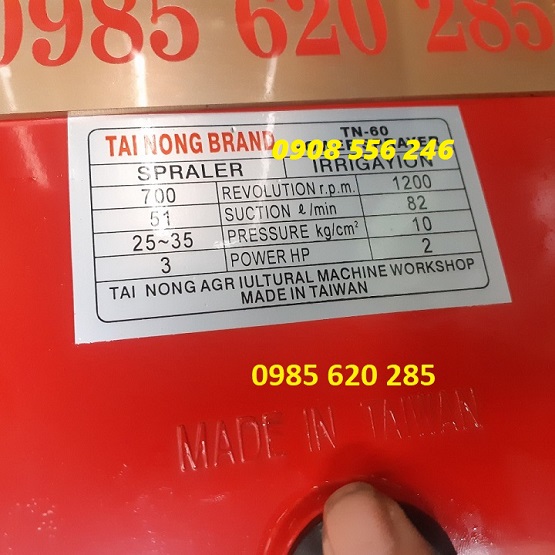 0985 620 285
TAI NONG BRAND TN-60
0908 556 246
SPRALER IRRIGATION
700 REVOLUTION r.p.m. 1200
51 SUCTION ℓ/min 82
25~35 PRESSURE kg/cm² 10
3 POWER HP 2
TAI NONG AGR IULTURAL MACHINE WORKSHOP
MADE IN TAIWAN
0985 620 285
MADE IN TAIWAN